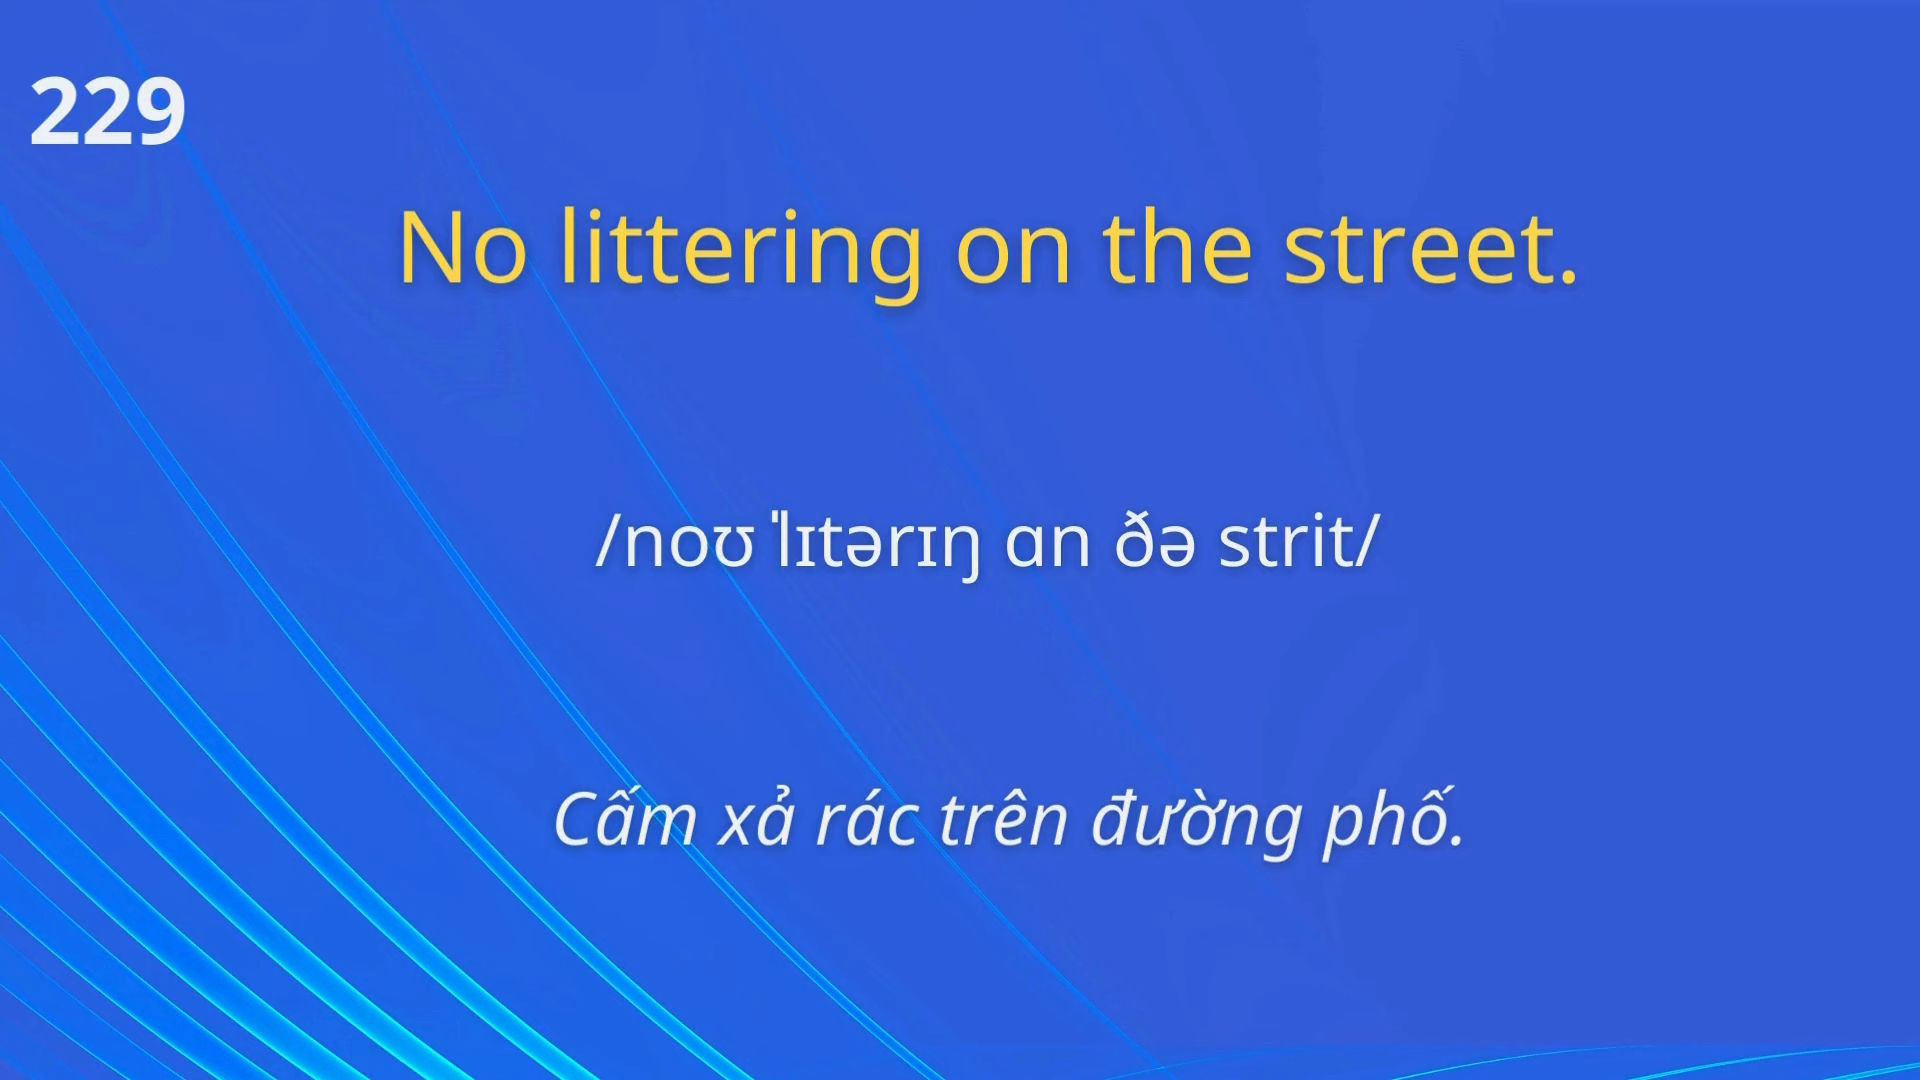 229
No littering on the street.
/noʊ ˈlɪtərɪŋ ɑn ðə strit/
Cấm xả rác trên đường phố.